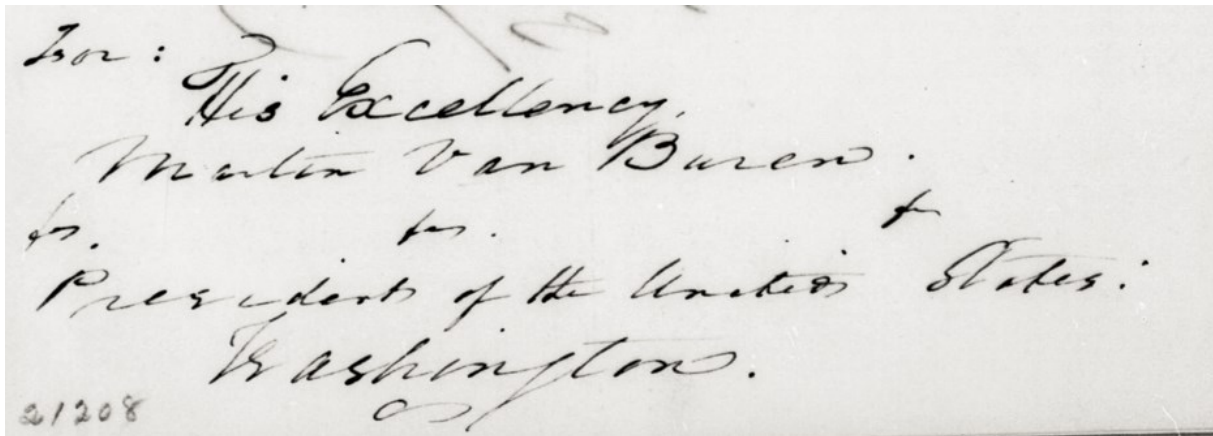 For:
His Excellency,
Martin Van Buren.
&c. &c. &c
President of the United States:
Washington.
21208